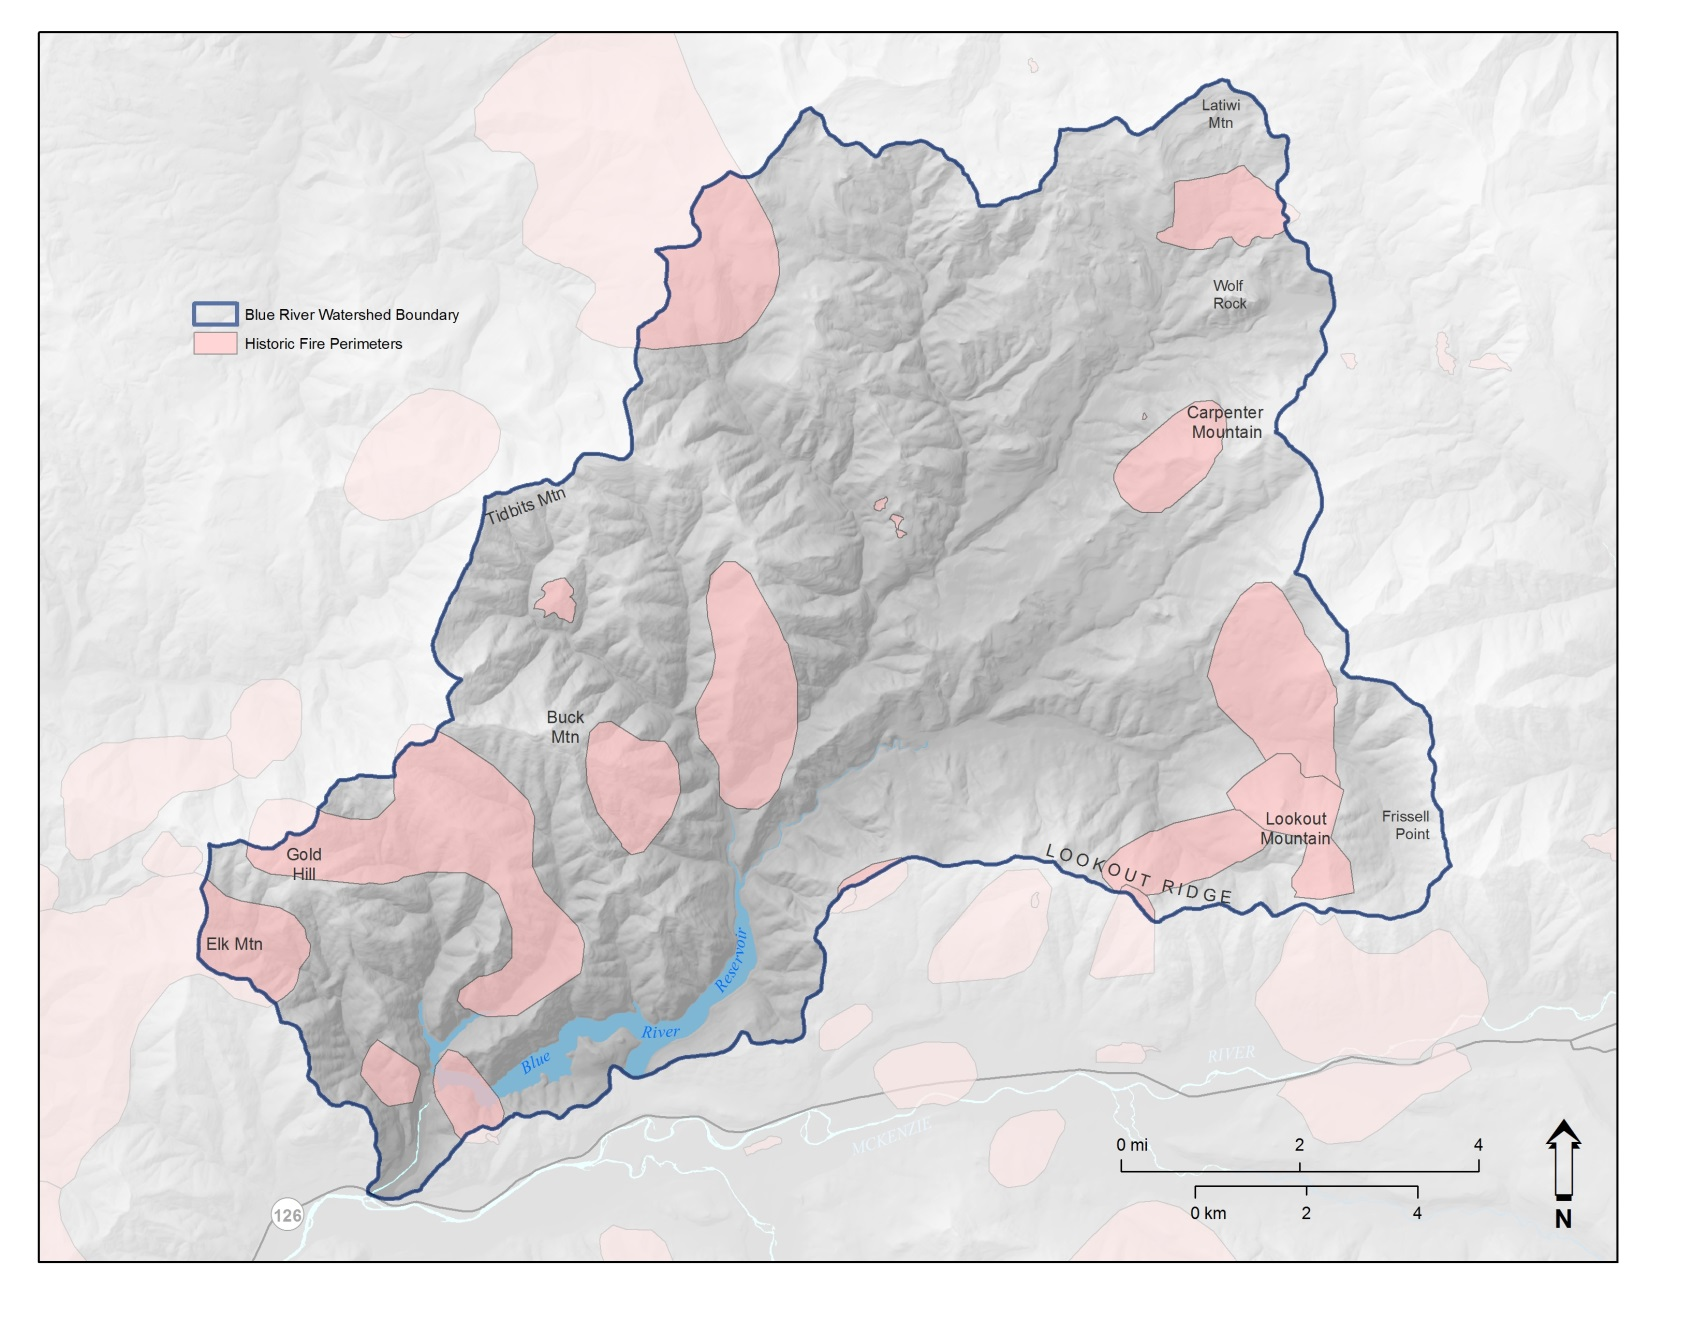 Latiwi
Mtn
Wolf
Rock
Blue River Watershed Boundary
Historic Fire Perimeters
Carpenter
Mountain
Tidbits Mtn
Buck
Mtn
Lookout
Mountain
Frissell
Point
Gold
Hill
LOOKOUT RIDGE
Elk Mtn
Blue River Reservoir
RIVER
MCKENZIE
0 mi 2 4
0 km 2 4
N
126